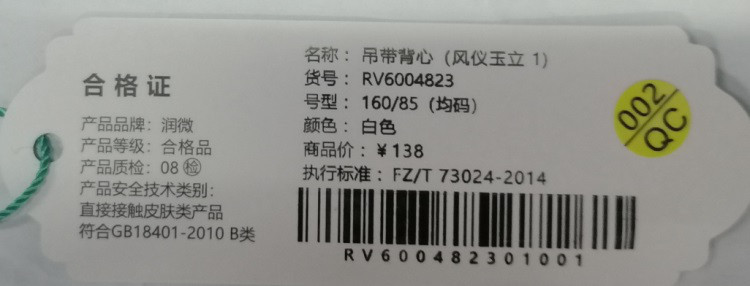 合格证
产品品牌：润微
产品等级：合格品
产品质检：08 检
产品安全技术类别：
直接接触皮肤类产品
符合GB18401-2010 B类
名称：吊带背心（风仪玉立 1）
货号：RV6004823
号型：160/85（均码）
颜色：白色
商品价：¥138
执行标准：FZ/T 73024-2014
RV600482301001
002
QC